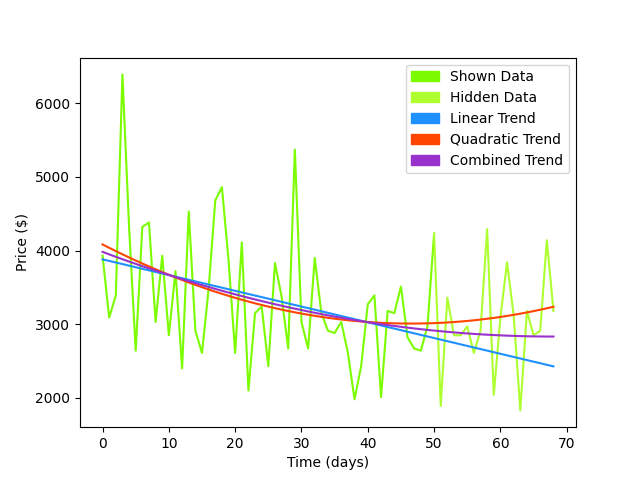 Shown Data
Hidden Data
Linear Trend
Quadratic Trend
Combined Trend
Price ($)
6000
5000
4000
3000
2000
0 10 20 30 40 50 60 70
Time (days)